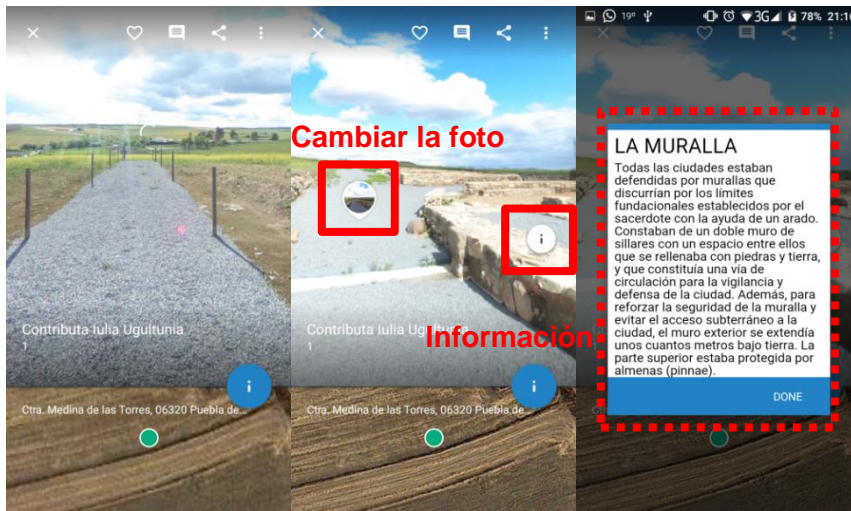 Contributa Iulia Ugultunia
1
Ctra. Medina de las Torres, 06320 Puebla de...
Cambiar la foto
i
Contributa Iulia Ugultunia
1
Información
i
Ctra. Medina de las Torres, 06320 Puebla de...
19° 3G 78% 21:16
LA MURALLA
Todas las ciudades estaban
defendidas por murallas que
discurrían por los límites
fundacionales establecidos por el
sacerdote con la ayuda de un arado.
Constaban de un doble muro de
sillares con un espacio entre ellos
que se rellenaba con piedras y tierra,
y que constituía una vía de
circulación para la vigilancia y
defensa de la ciudad. Además, para
reforzar la seguridad de la muralla y
evitar el acceso subterráneo a la
ciudad, el muro exterior se extendía
unos cuantos metros bajo tierra. La
parte superior estaba protegida por
almenas (pinnae).
DONE